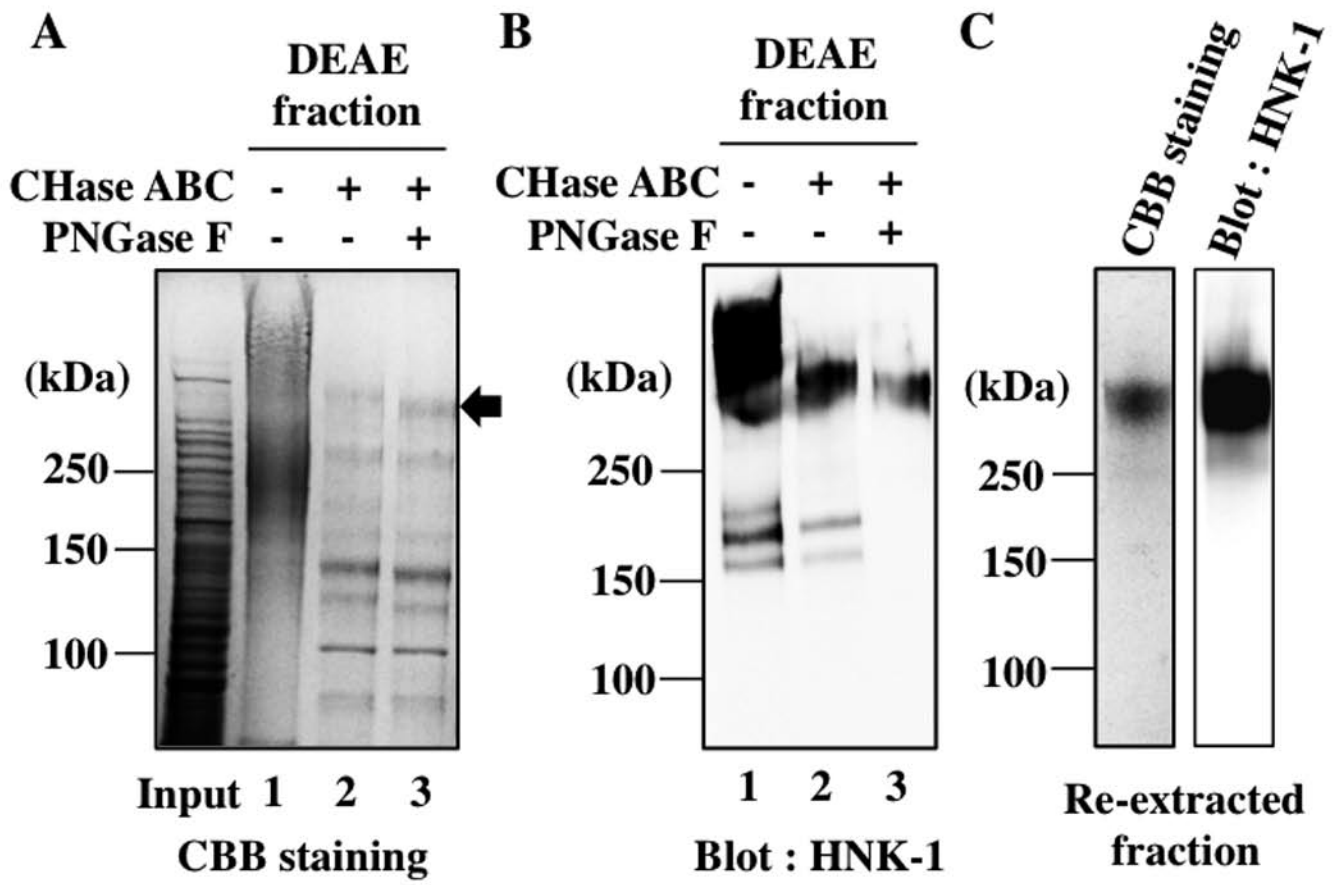 A
DEAE
fraction
CHase ABC - + +
PNGase F - - +
(kDa)
250
150
100
Input 1 2 3
CBB staining
B
DEAE
fraction
CHase ABC - + +
PNGase F - - +
(kDa)
250
150
100
1 2 3
Blot : HNK-1
C
CBB staining
Blot : HNK-1
(kDa)
250
150
100
Re-extracted
fraction